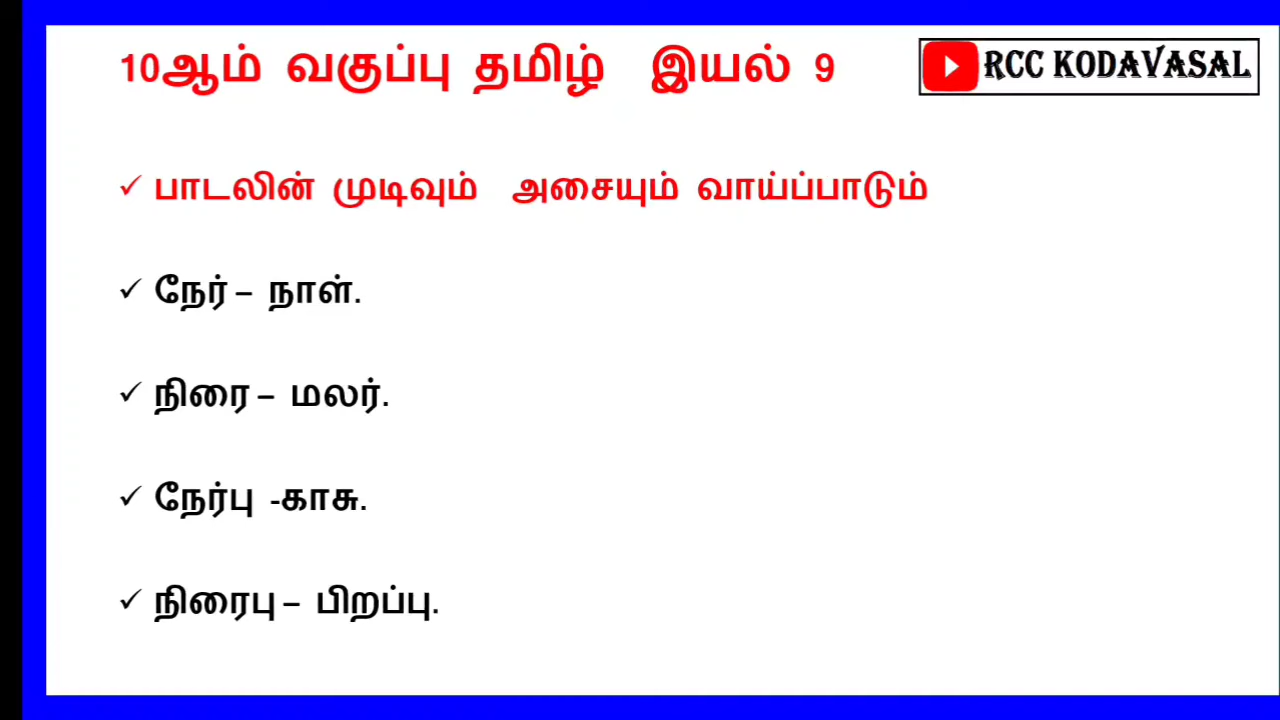 10ஆம் வகுப்பு தமிழ் இயல் 9
RCC KODAVASAL
✓ பாடலின் முடிவும் அசையும் வாய்ப்பாடும்
✓ நேர் – நாள்.
✓ நிரை – மலர்.
✓ நேர்பு -காசு.
✓ நிரைபு – பிறப்பு.